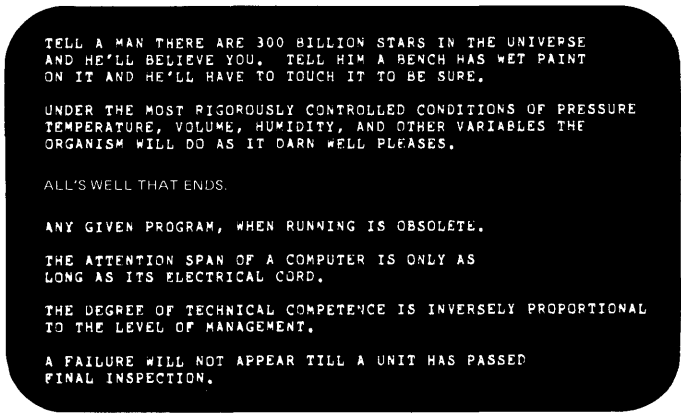 TELL A MAN THERE ARE 300 BILLION STARS IN THE UNIVERSE
AND HE'LL BELIEVE YOU. TELL HIM A BENCH HAS WET PAINT
ON IT AND HE'LL HAVE TO TOUCH IT TO BE SURE.
UNDER THE MOST RIGOROUSLY CONTROLLED CONDITIONS OF PRESSURE
TEMPERATURE, VOLUME, HUMIDITY, AND OTHER VARIABLES THE
ORGANISM WILL DO AS IT DARN WELL PLEASES.
ALL'S WELL THAT ENDS.
ANY GIVEN PROGRAM, WHEN RUNNING IS OBSOLETE.
THE ATTENTION SPAN OF A COMPUTER IS ONLY AS
LONG AS ITS ELECTRICAL CORD.
THE DEGREE OF TECHNICAL COMPETENCE IS INVERSELY PROPORTIONAL
TO THE LEVEL OF MANAGEMENT.
A FAILURE WILL NOT APPEAR TILL A UNIT HAS PASSED
FINAL INSPECTION.